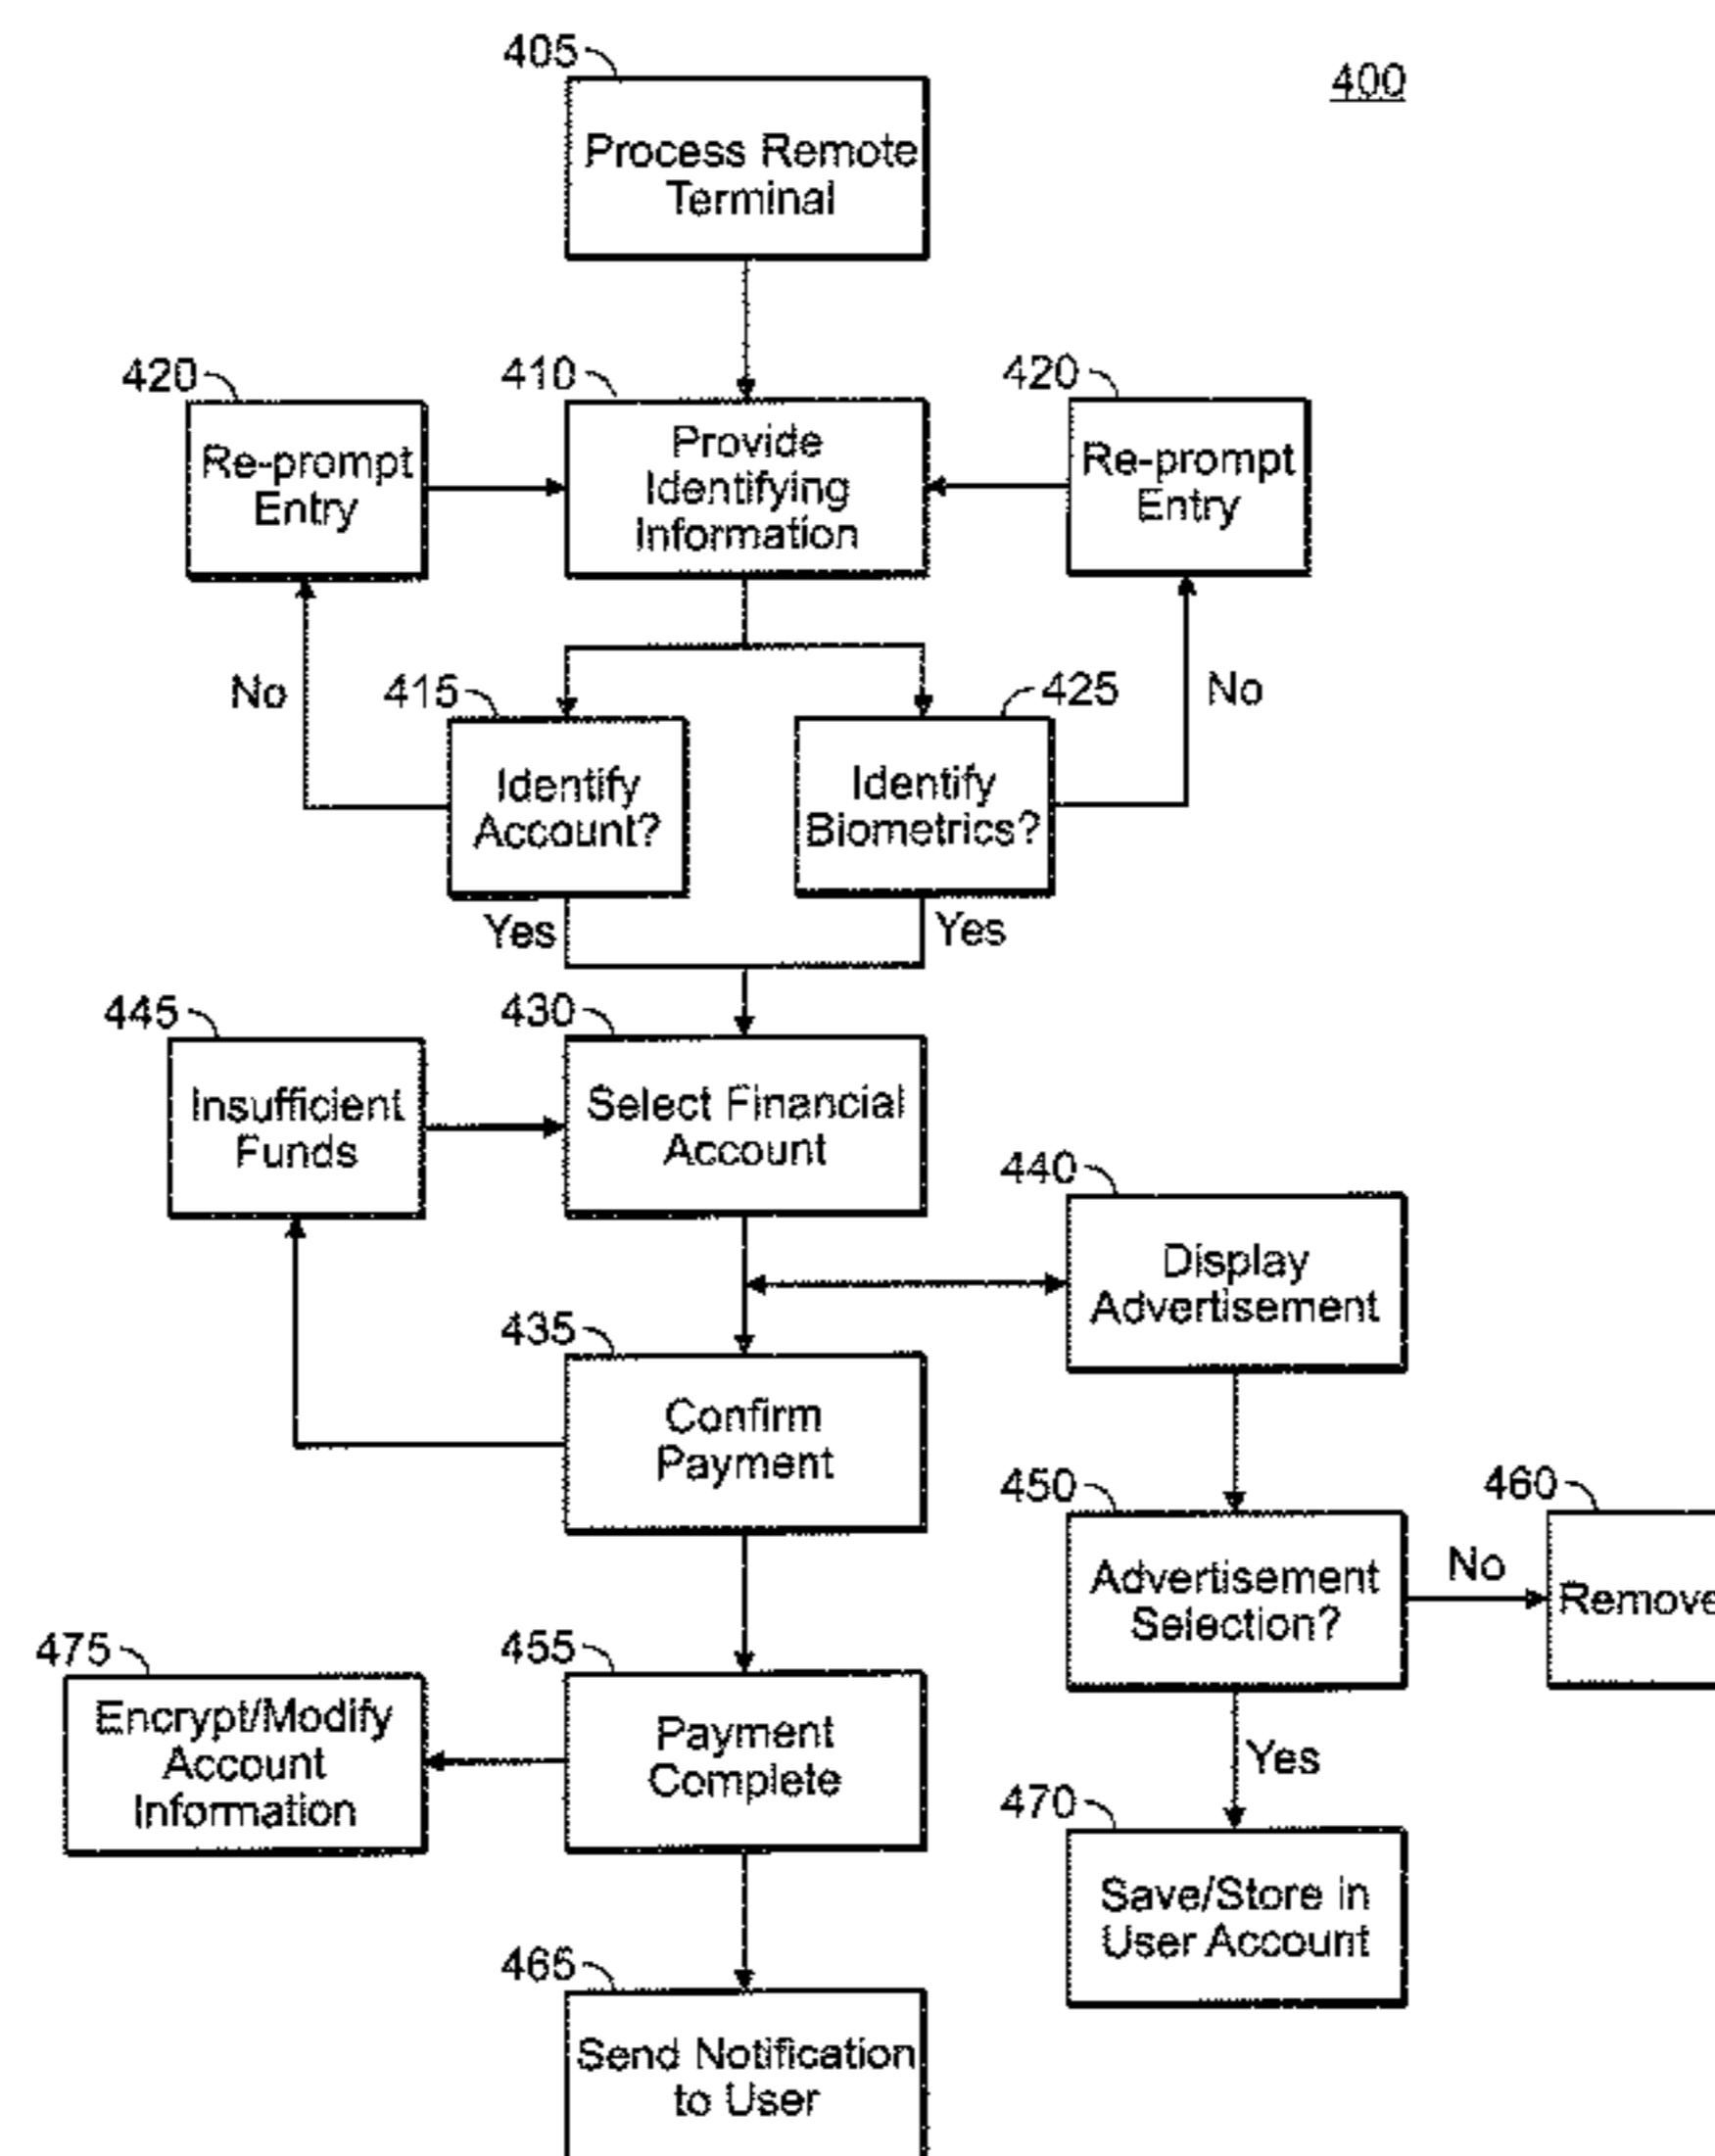 405
400
Process Remote
Terminal
420
410
420
Re-prompt
Entry
Provide
Identifying
Information
Re-prompt
Entry
No
415
425
No
Identify
Account?
Identify
Biometrics?
Yes
Yes
445
430
Insufficient
Funds
Select Financial
Account
440
Display
Advertisement
435
Confirm
Payment
450
460
Advertisement
Selection?
No
Remove
475
455
Encrypt/Modify
Account
Information
Payment
Complete
Yes
470
Save/Store in
User Account
465
Send Notification
to User